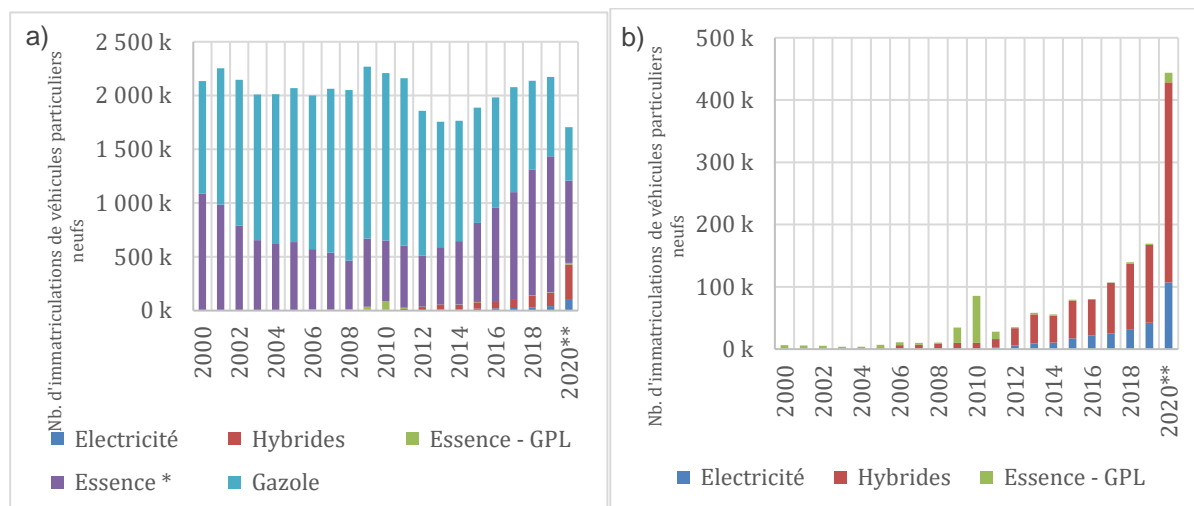 a)
Nb. d'immatriculations de véhicules particuliers
neufs
2 500 k
2 000 k
1 500 k
1 000 k
500 k
0 k
2000
2002
2004
2006
2008
2010
2012
2014
2016
2018
2020**
Electricité
Hybrides
Essence - GPL
Essence *
Gazole
b)
Nb. d'immatriculations de véhicules particuliers
neufs
500 k
400 k
300 k
200 k
100 k
0 k
2000
2002
2004
2006
2008
2010
2012
2014
2016
2018
2020**
Electricité
Hybrides
Essence - GPL